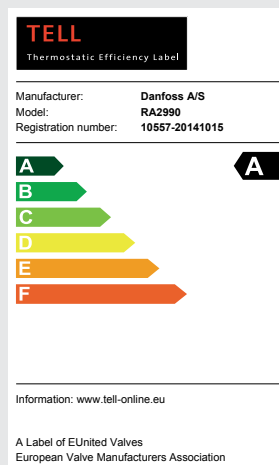 TELL
Thermostatic Efficiency Label
Manufacturer: Danfoss A/S
Model: RA2990
Registration number: 10557-20141015
A A
B
C
D
E
F
Information: www.tell-online.eu
A Label of EUnited Valves
European Valve Manufacturers Association